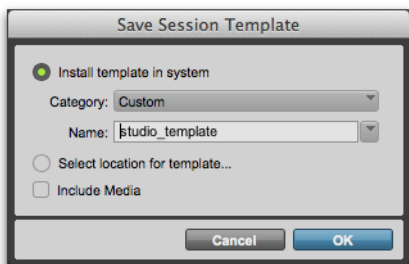 Save Session Template
Install template in system
Category: Custom
Name: studio_template
Select location for template...
Include Media
Cancel OK